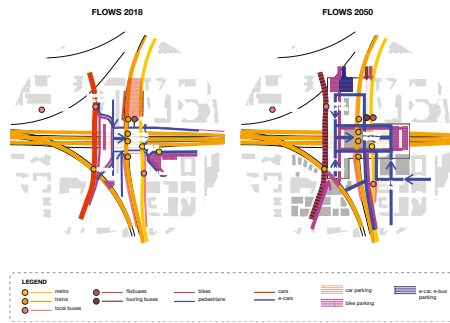 FLOWS 2018
FLOWS 2050
LEGEND
metro
trains
local buses
flixbuses
touring buses
bikes
pedestrians
cars
e-cars
car parking
bike parking
e-car, e-bus
parking